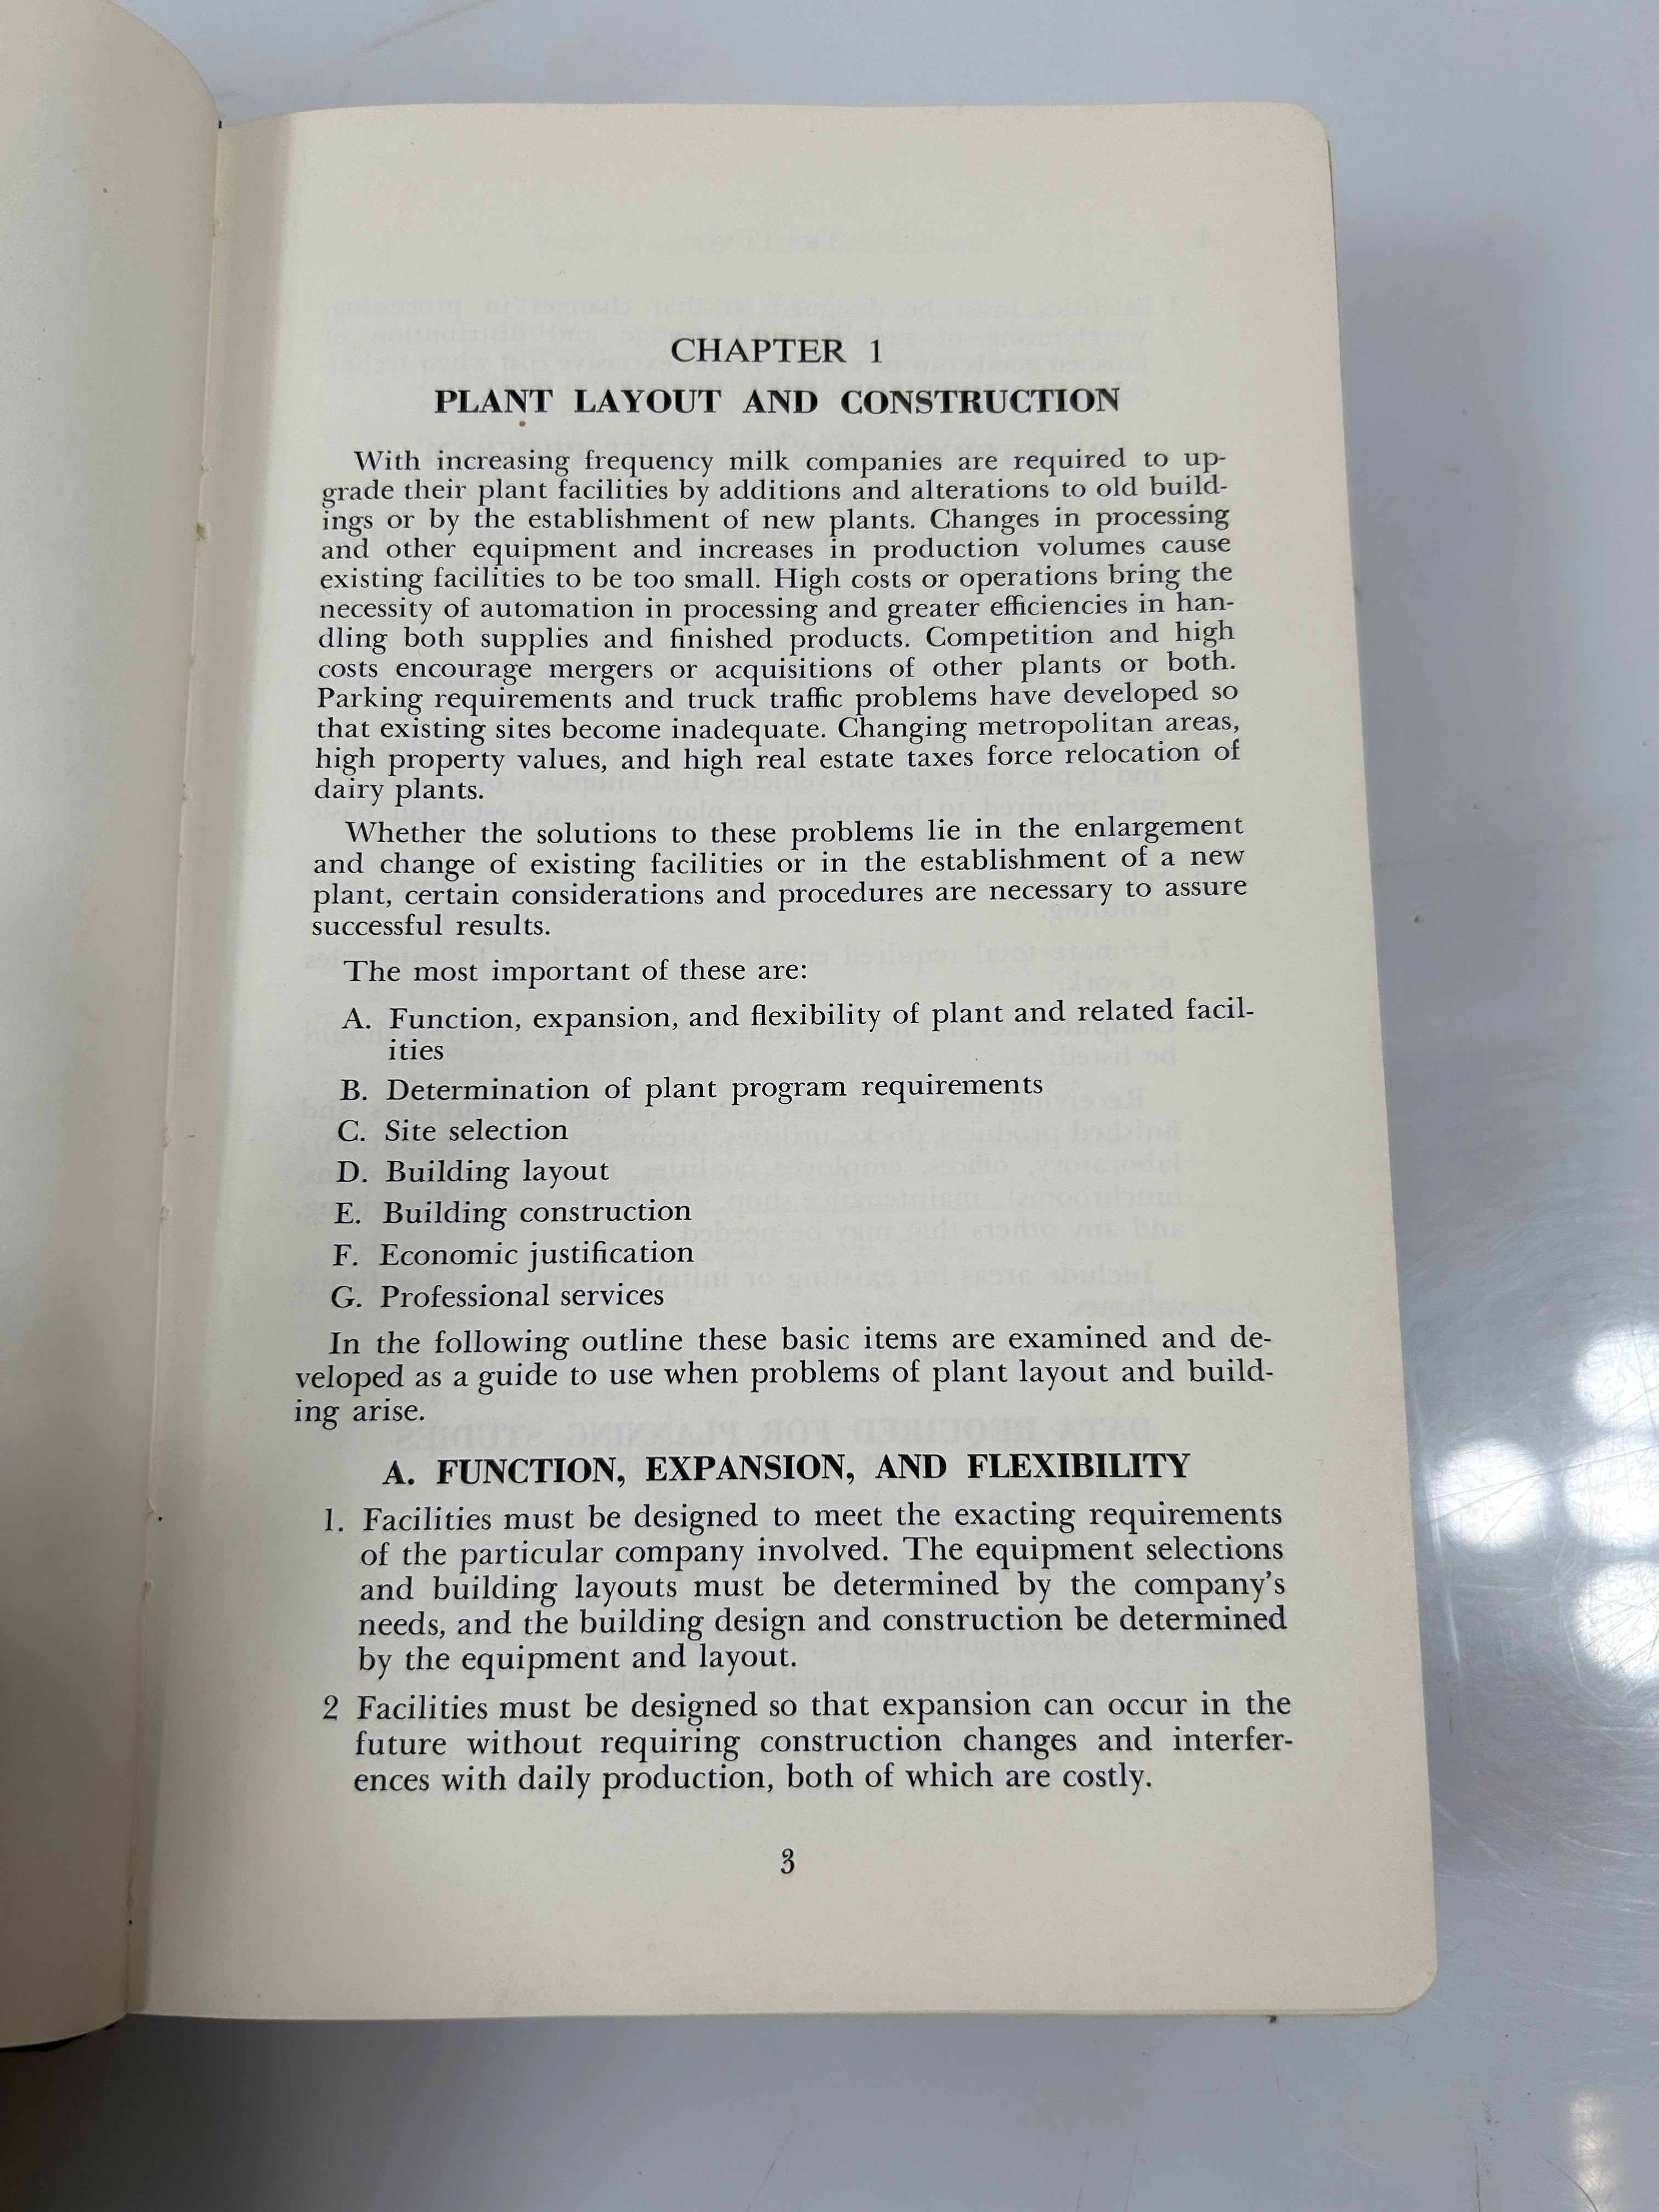 CHAPTER 1
PLANT LAYOUT AND CONSTRUCTION
With increasing frequency milk companies are required to up-
grade their plant facilities by additions and alterations to old build-
ings or by the establishment of new plants. Changes in processing
and other equipment and increases in production volumes cause
existing facilities to be too small. High costs or operations bring the
necessity of automation in processing and greater efficiencies in han-
dling both supplies and finished products. Competition and high
costs encourage mergers or acquisitions of other plants or both.
Parking requirements and truck traffic problems have developed so
that existing sites become inadequate. Changing metropolitan areas,
high property values, and high real estate taxes force relocation of
dairy plants.
Whether the solutions to these problems lie in the enlargement
and change of existing facilities or in the establishment of a new
plant, certain considerations and procedures are necessary to assure
successful results.
The most important of these are:
A. Function, expansion, and flexibility of plant and related facil-
ities
B. Determination of plant program requirements
C. Site selection
D. Building layout
E. Building construction
F. Economic justification
G. Professional services
In the following outline these basic items are examined and de-
veloped as a guide to use when problems of plant layout and build-
ing arise.
A. FUNCTION, EXPANSION, AND FLEXIBILITY
1. Facilities must be designed to meet the exacting requirements
of the particular company involved. The equipment selections
and building layouts must be determined by the company's
needs, and the building design and construction be determined
by the equipment and layout.
2 Facilities must be designed so that expansion can occur in the
future without requiring construction changes and interfer-
ences with daily production, both of which are costly.
3